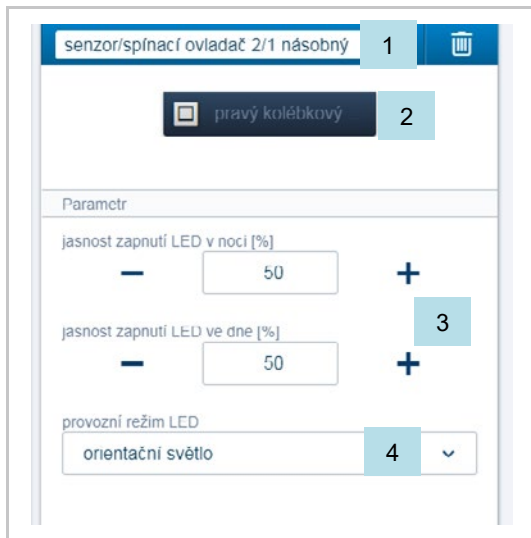 senzor/spínací ovladač 2/1 násobný 1
pravý kolébkový 2
Parametr
jasnost zapnutí LED v noci [%]
− 50 +
3
jasnost zapnutí LED ve dne [%]
− 50 +
provozní režim LED
orientační světlo 4